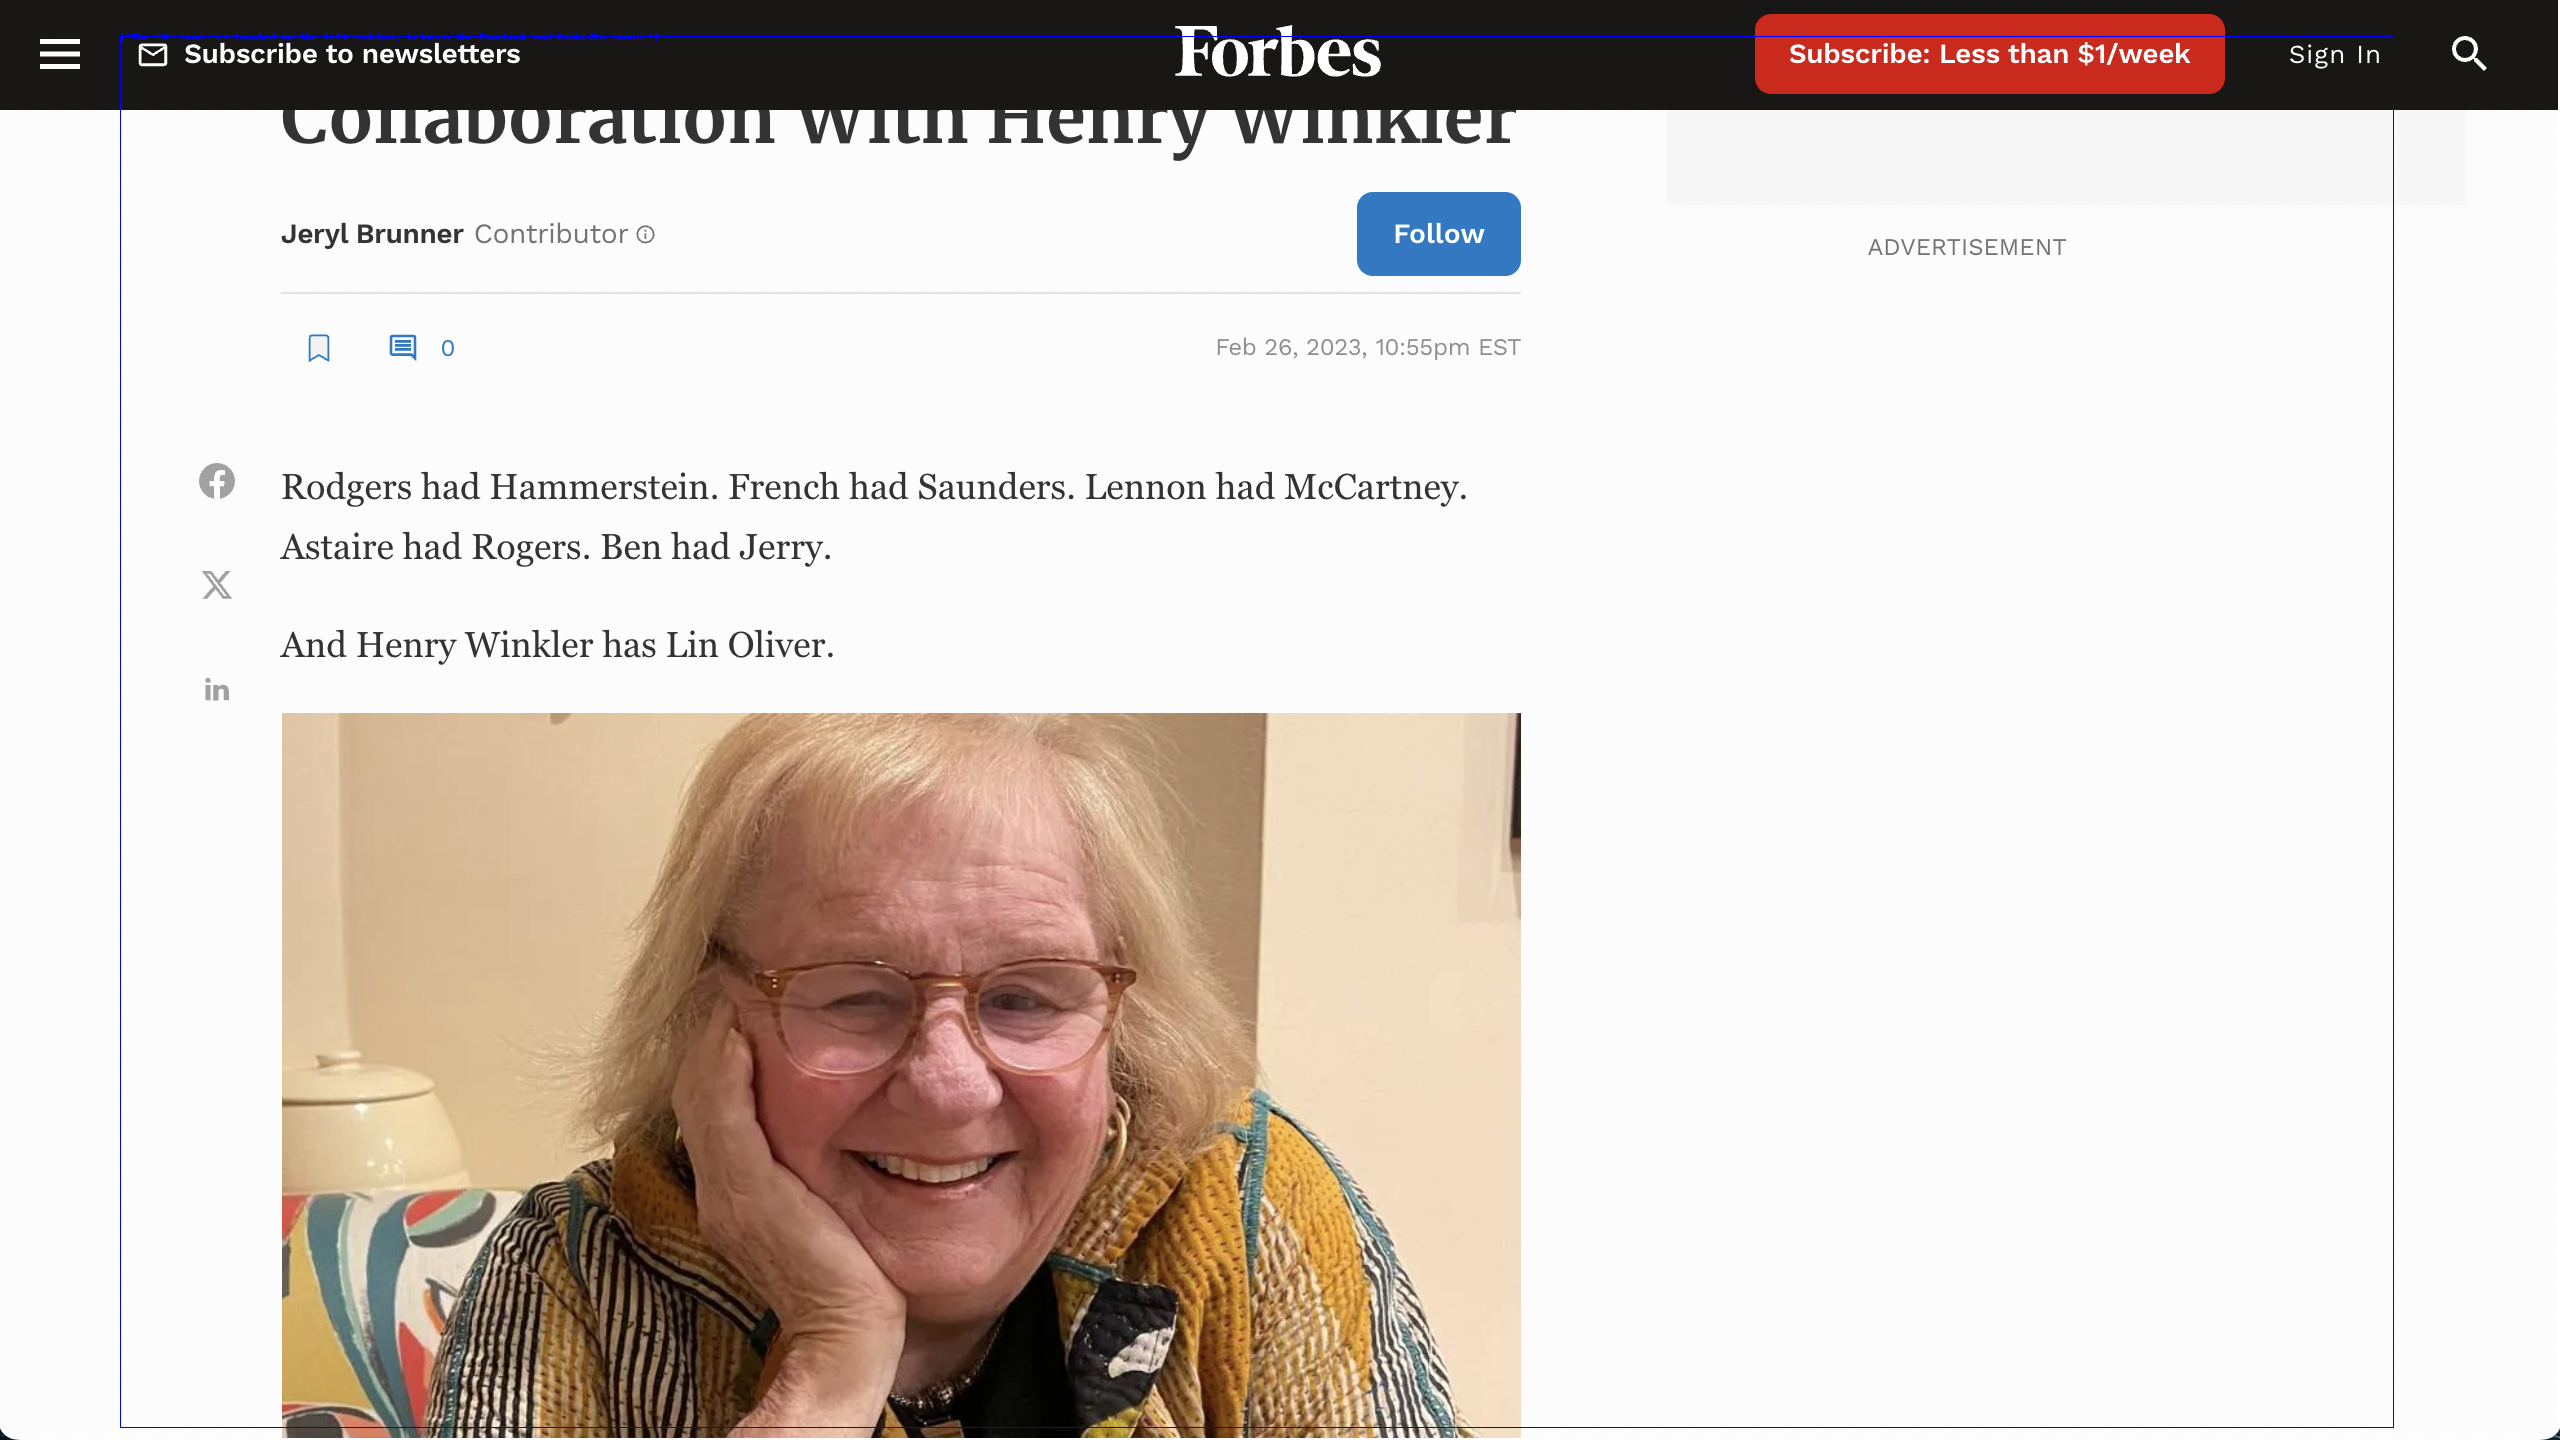 Subscribe to newsletters
Forbes
Subscribe: Less than $1/week
Sign In
Collaboration With Henry Winkler
Jeryl Brunner Contributor
Follow
ADVERTISEMENT
0
Feb 26, 2023, 10:55pm EST
Rodgers had Hammerstein. French had Saunders. Lennon had McCartney.
Astaire had Rogers. Ben had Jerry.
And Henry Winkler has Lin Oliver.
in